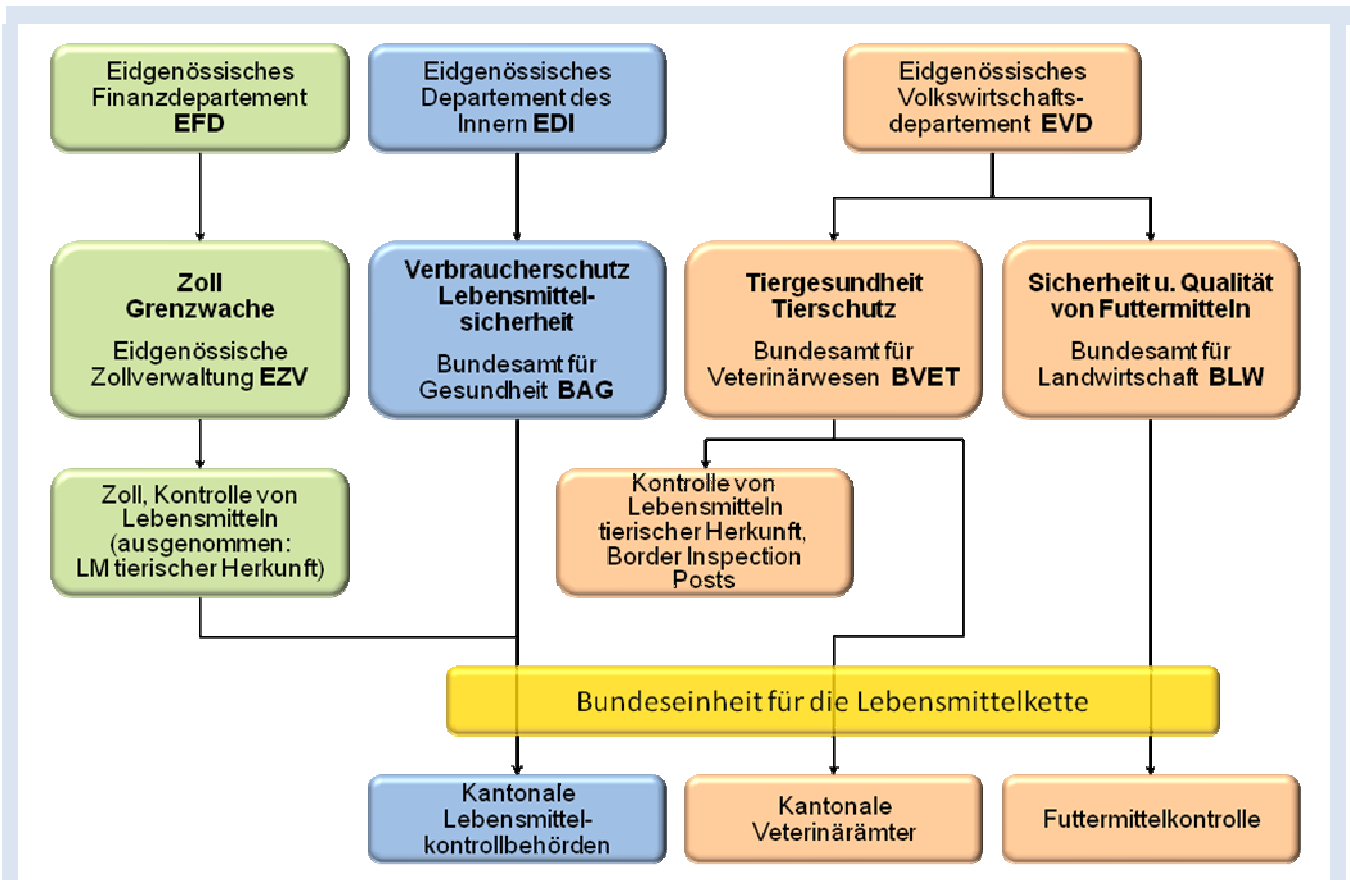 Eidgenössisches
Finanzdepartement
EFD
Eidgenössisches
Departement des
Innern EDI
Eidgenössisches
Volkswirtschafts-
departement EVD
Zoll
Grenzwache
Eidgenössische
Zollverwaltung EZV
Verbraucherschutz
Lebensmittel-
sicherheit
Bundesamt für
Gesundheit BAG
Tiergesundheit
Tierschutz
Bundesamt für
Veterinärwesen BVET
Sicherheit u. Qualität
von Futtermitteln
Bundesamt für
Landwirtschaft BLW
Zoll, Kontrolle von
Lebensmitteln
(ausgenommen:
LM tierischer Herkunft)
Kontrolle von
Lebensmitteln
tierischer Herkunft,
Border Inspection
Posts
Bundeseinheit für die Lebensmittelkette
Kantonale
Lebensmittel-
kontrollbehörden
Kantonale
Veterinärämter
Futtermittelkontrolle